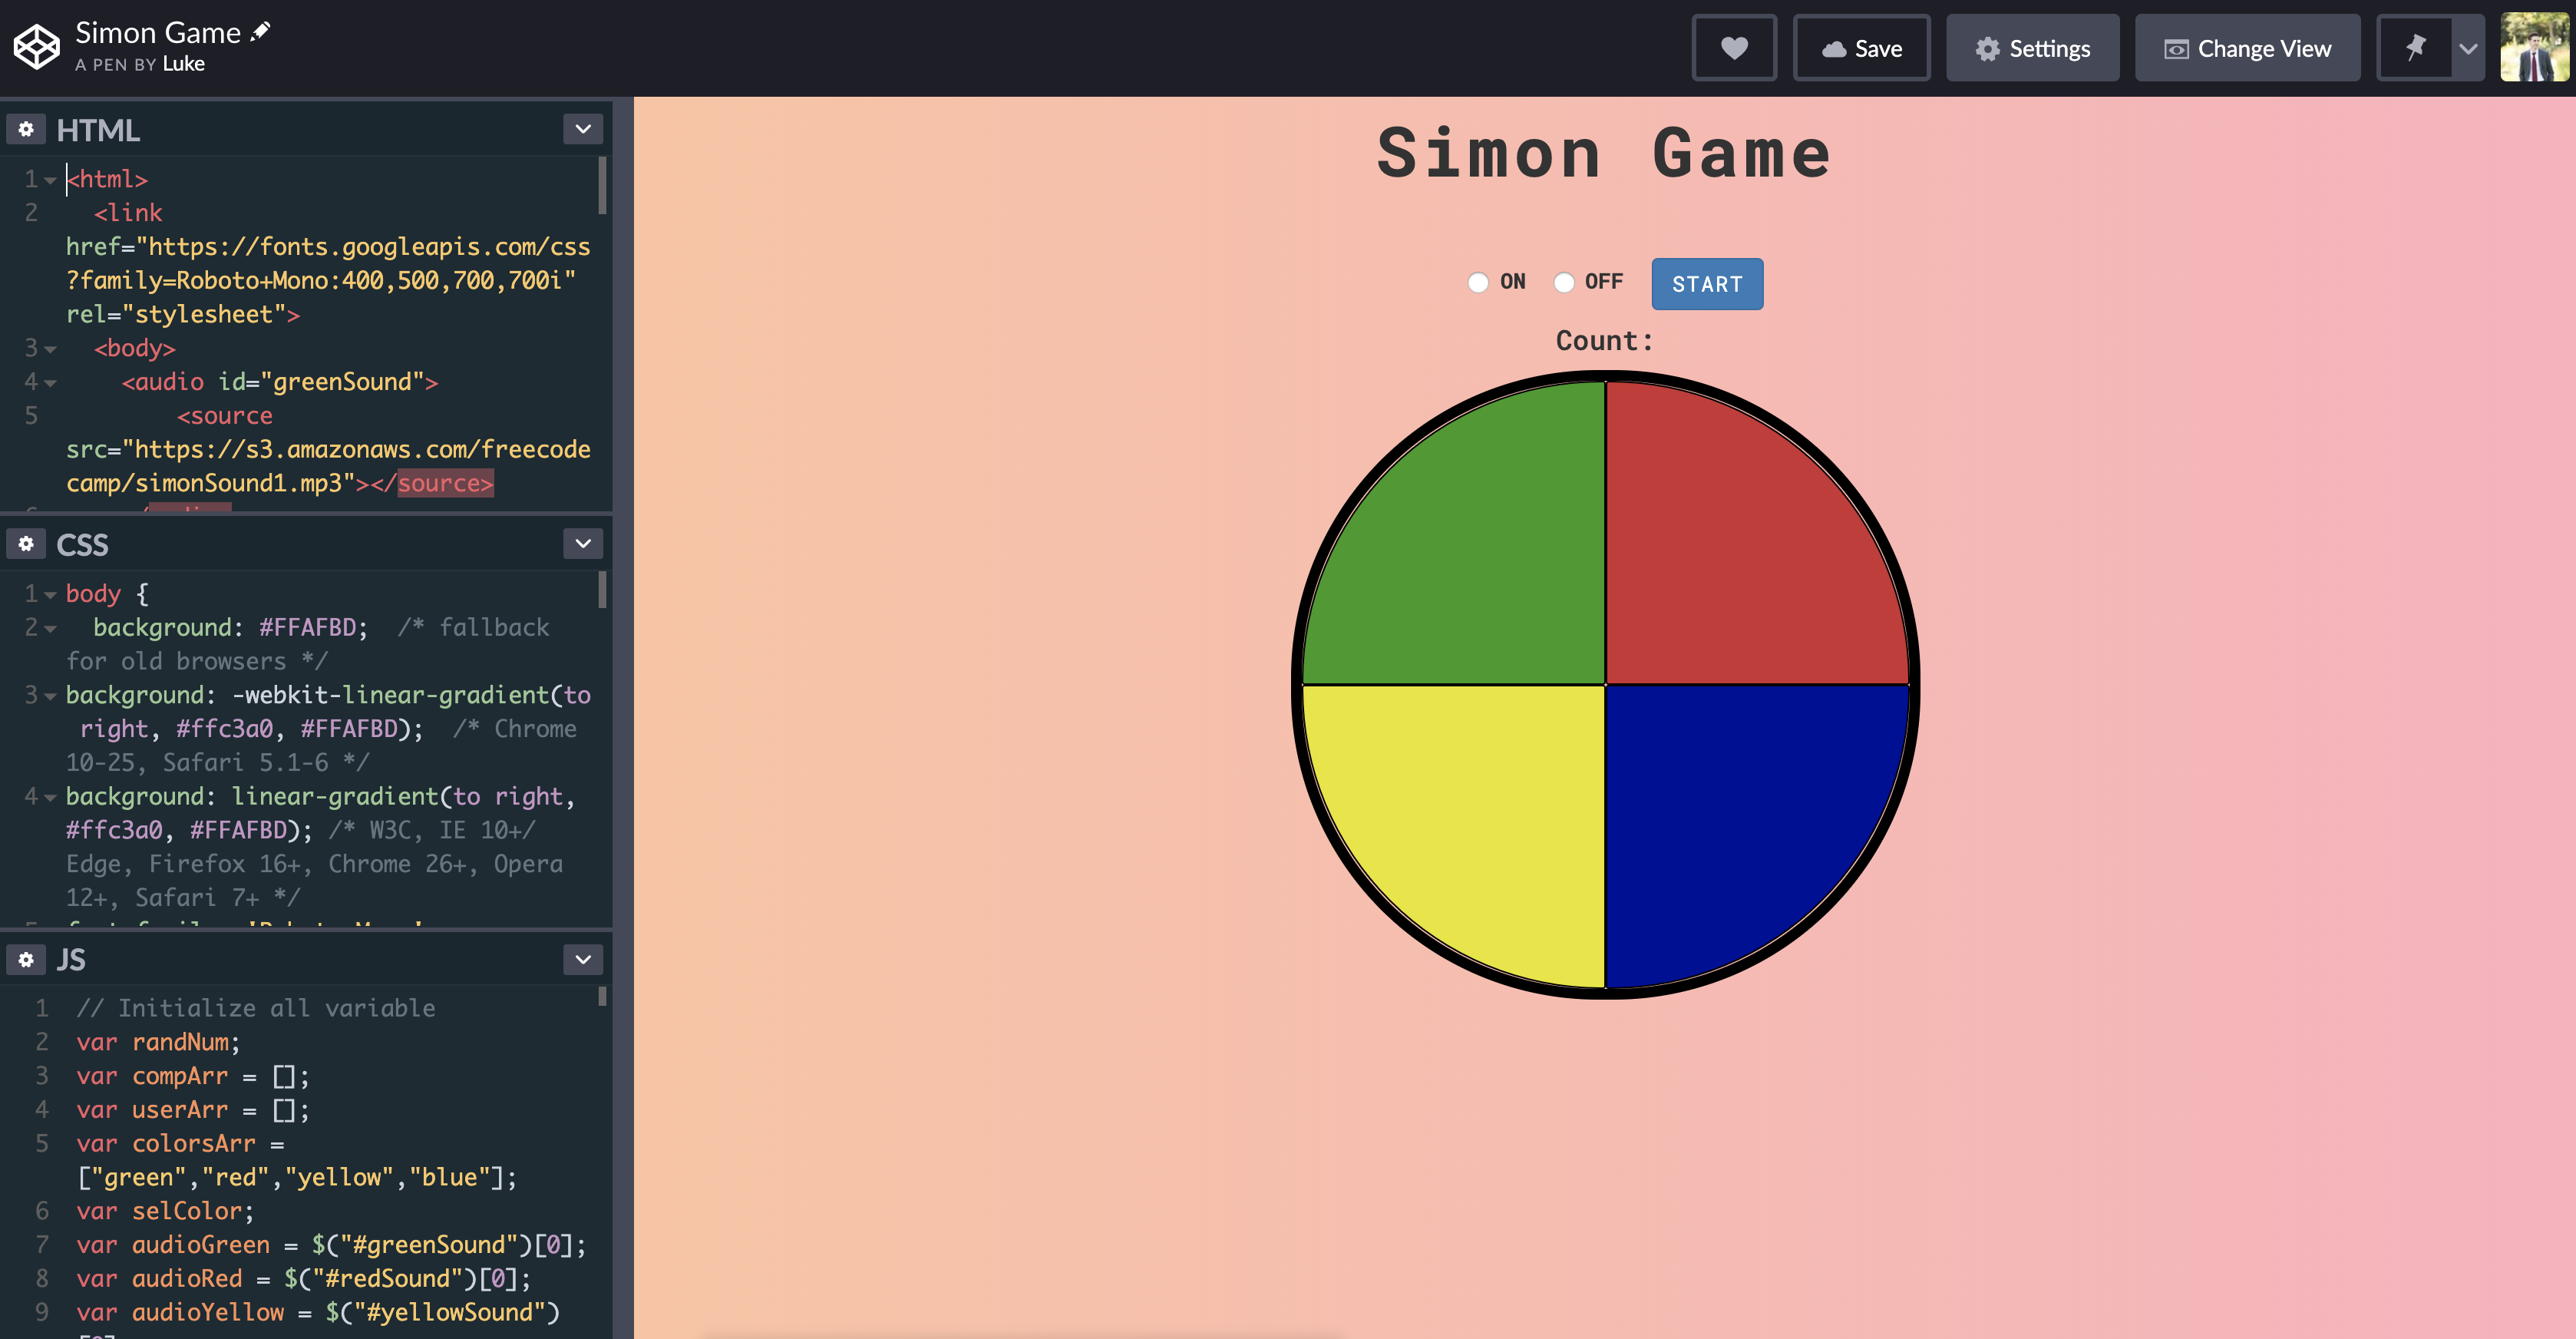 Simon Game
A PEN BY Luke
Save
Settings
Change View
HTML
1 <html>
2 <link
href="https://fonts.googleapis.com/css
?family=Roboto+Mono:400,500,700,700i"
rel="stylesheet">
3 <body>
4 <audio id="greenSound">
5 <source
src="https://s3.amazonaws.com/freecode
camp/simonSound1.mp3"></source>
CSS
1 body {
2 background: #FFAFBD;  /* fallback
for old browsers */
3 background: -webkit-linear-gradient(to
right, #ffc3a0, #FFAFBD);  /* Chrome
10-25, Safari 5.1-6 */
4 background: linear-gradient(to right,
#ffc3a0, #FFAFBD); /* W3C, IE 10+/
Edge, Firefox 16+, Chrome 26+, Opera
12+, Safari 7+ */
JS
1 // Initialize all variable
2 var randNum;
3 var compArr = [];
4 var userArr = [];
5 var colorsArr =
["green","red","yellow","blue"];
6 var selColor;
7 var audioGreen = $("#greenSound")[0];
8 var audioRed = $("#redSound")[0];
9 var audioYellow = $("#yellowSound")
Simon Game
ON OFF START
Count: